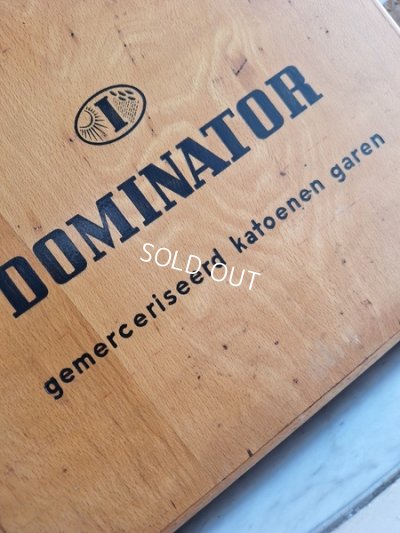 I
DOMINATOR
gemerceriseerd katoenen garen
SOLD OUT